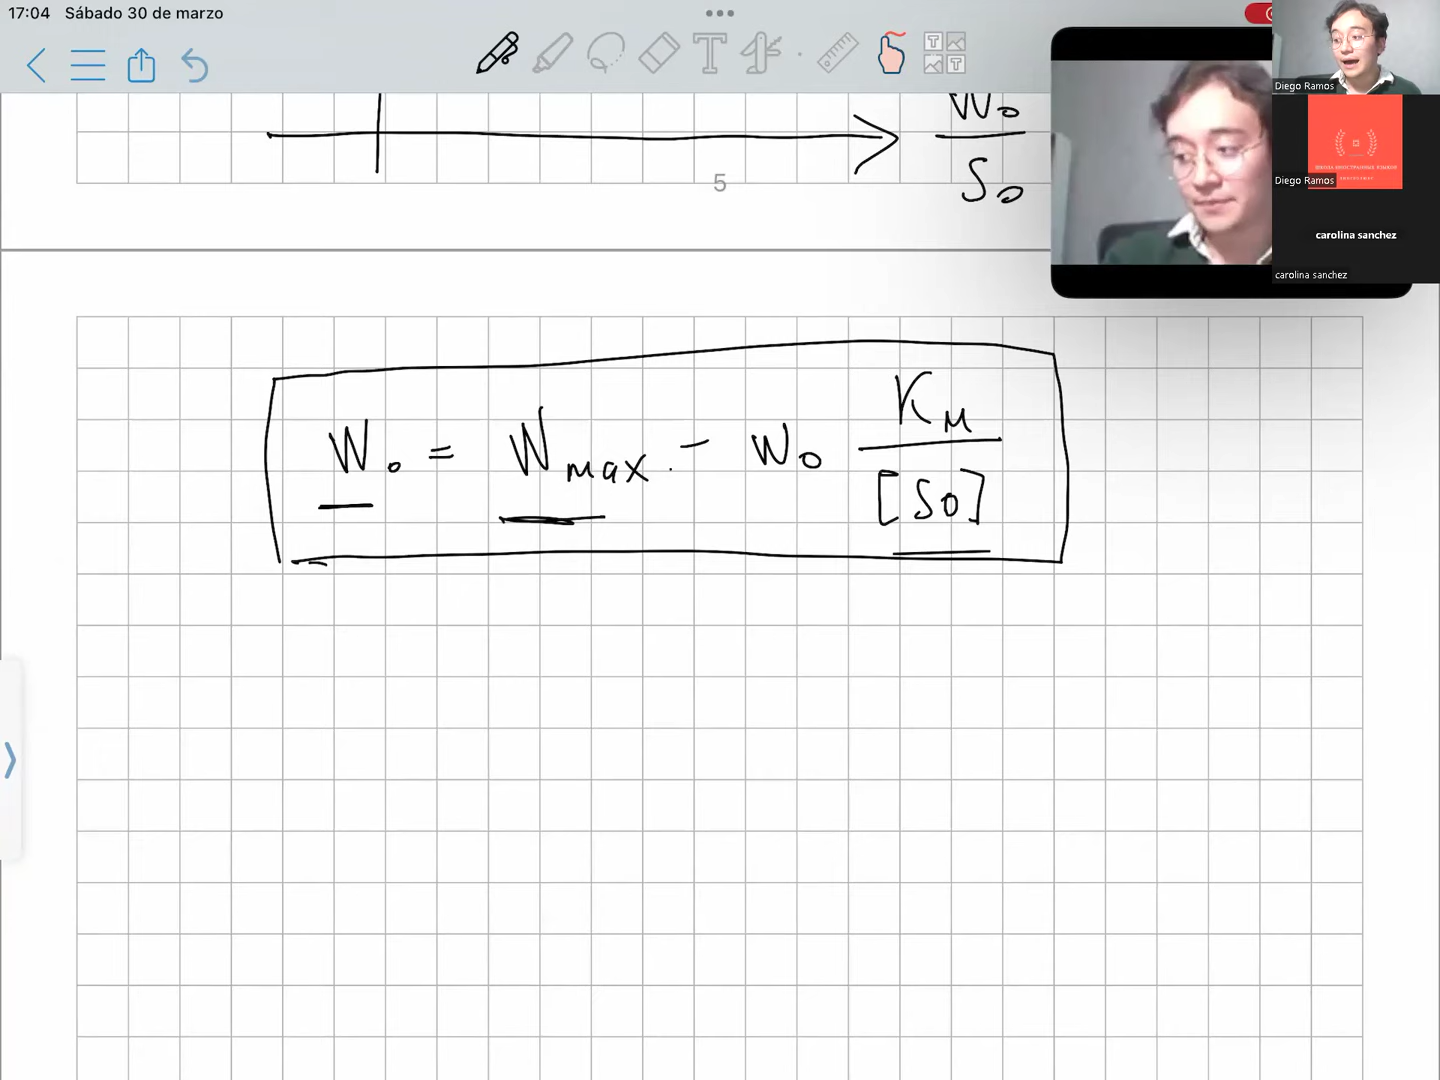 17:04 Sábado 30 de marzo
W₀
S₀
5
Diego Ramos
Diego Ramos
carolina sanchez
carolina sanchez
W₀ = Wmax - W₀ KM / [S0]